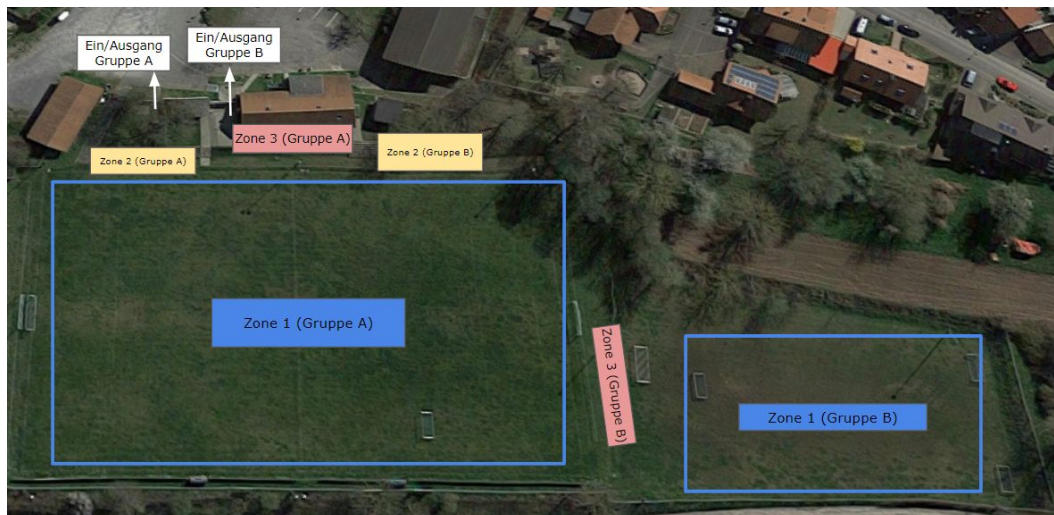 Ein/Ausgang
Gruppe A
Ein/Ausgang
Gruppe B
Zone 3 (Gruppe A)
Zone 2 (Gruppe A)
Zone 2 (Gruppe B)
Zone 1 (Gruppe A)
Zone 3 (Gruppe B)
Zone 1 (Gruppe B)